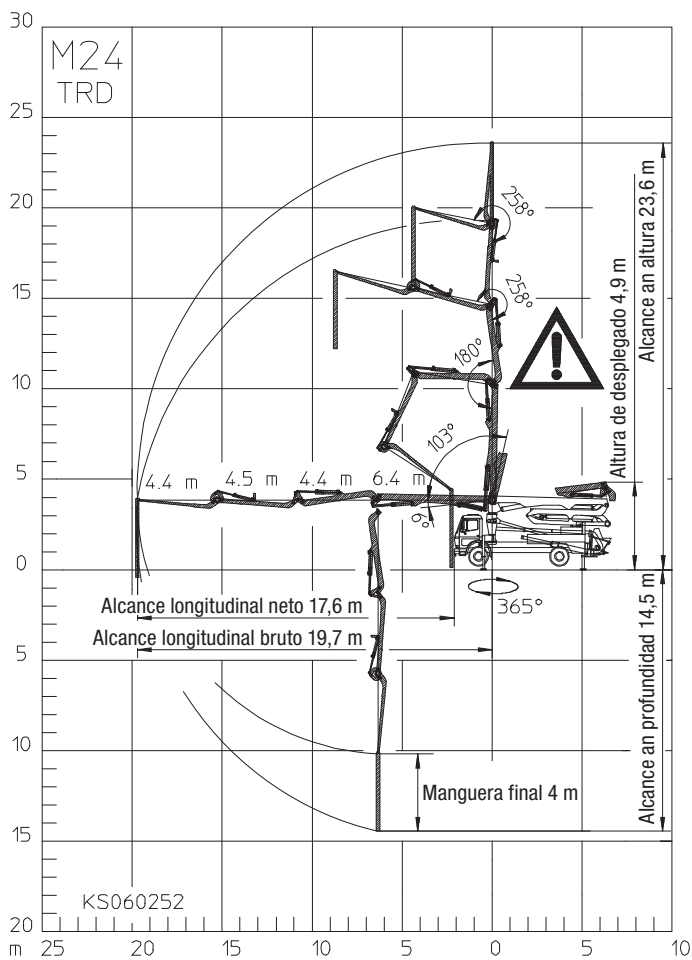 30
M24
TRD
25
20
15
10
5
0
5
10
15
20
m
25
20
15
10
5
0
5
10
258°
258°
180°
103°
4.4 m
4.5 m
4.4 m
6.4 m
365°
Altura de desplegado 4,9 m
Alcance an altura 23,6 m
Alcance an profundidad 14,5 m
Alcance longitudinal neto 17,6 m
Alcance longitudinal bruto 19,7 m
Manguera final 4 m
KS060252